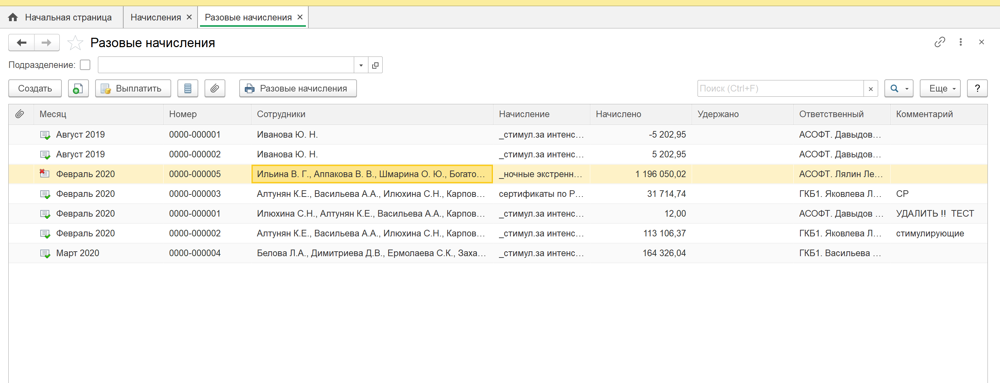 Начальная страница Начисления Разовые начисления
Разовые начисления
Подразделение:
Создать Выплатить Разовые начисления Поиск (Ctrl+F) Еще ?
Месяц Номер Сотрудники Начисление Начислено Удержано Ответственный Комментарий
Август 2019 0000-000001 Иванова Ю. Н. _стимул.за интенс... -5 202,95 АСОФТ. Давыдов...
Август 2019 0000-000002 Иванова Ю. Н. _стимул.за интенс... 5 202,95 АСОФТ. Давыдов...
Февраль 2020 0000-000005 Ильина В. Г., Аппакова В. В., Шмарина О. Ю., Богато... _ночные экстренн... 1 196 050,02 АСОФТ. Лялин Ле...
Февраль 2020 0000-000003 Алтунян К.Е., Васильева А.А., Илюхина С.Н., Карпов... сертификаты по Р... 31 714,74 ГКБ1. Яковлева Л... СР
Февраль 2020 0000-000001 Илюхина С.Н., Алтунян К.Е., Васильева А.А., Карпов... _стимул.за интенс... 12,00 АСОФТ. Давыдов ... УДАЛИТЬ !! ТЕСТ
Февраль 2020 0000-000002 Алтунян К.Е., Васильева А.А., Илюхина С.Н., Карпов... _стимул.за интенс... 113 106,37 ГКБ1. Яковлева Л... стимулирующие
Март 2020 0000-000004 Белова Л.А., Димитриева Д.В., Ермолаева С.К., Заха... _стимул.за интенс... 164 326,04 ГКБ1. Васильева ...